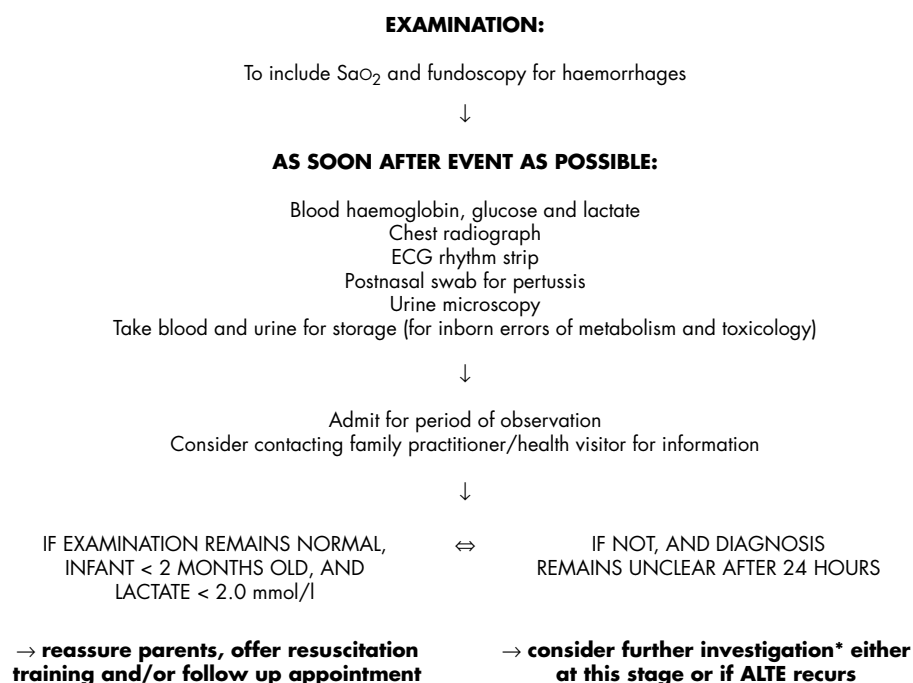 EXAMINATION:
To include SaO2 and fundoscopy for haemorrhages
↓
AS SOON AFTER EVENT AS POSSIBLE:
Blood haemoglobin, glucose and lactate
Chest radiograph
ECG rhythm strip
Postnasal swab for pertussis
Urine microscopy
Take blood and urine for storage (for inborn errors of metabolism and toxicology)
↓
Admit for period of observation
Consider contacting family practitioner/health visitor for information
↓
IF EXAMINATION REMAINS NORMAL,
INFANT < 2 MONTHS OLD, AND
LACTATE < 2.0 mmol/l
⇔
IF NOT, AND DIAGNOSIS
REMAINS UNCLEAR AFTER 24 HOURS
→ reassure parents, offer resuscitation
training and/or follow up appointment
→ consider further investigation* either
at this stage or if ALTE recurs